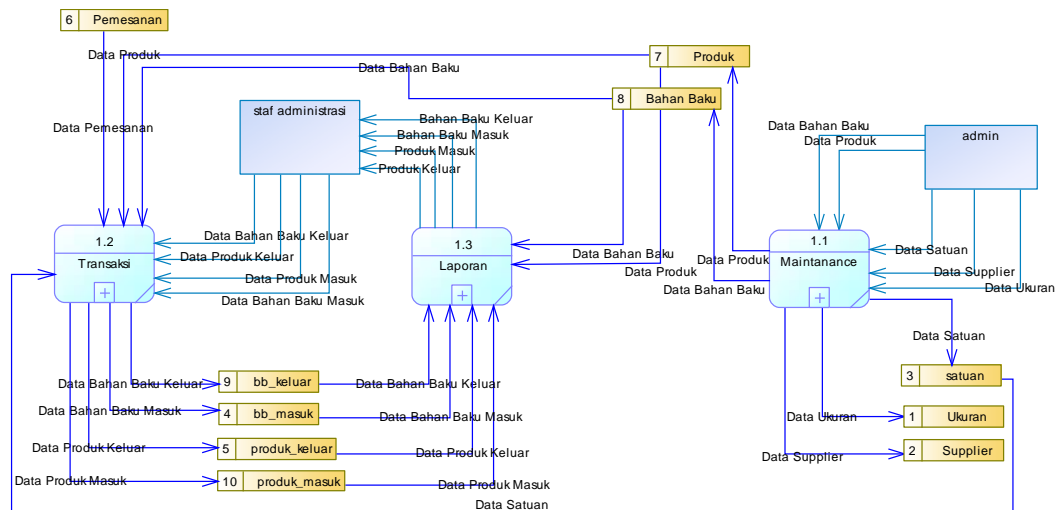 6 Pemesanan
Data Produk
7 Produk
Data Bahan Baku
8 Bahan Baku
staf administrasi
Bahan Baku Keluar
Data Pemesanan
Bahan Baku Masuk
Produk Masuk
Produk Keluar
Data Bahan Baku
Data Produk
admin
1.2
Transaksi
Data Bahan Baku Keluar
Data Produk Keluar
Data Produk Masuk
Data Bahan Baku Masuk
1.3
Laporan
Data Bahan Baku
Data Produk
Data Produk
Data Bahan Baku
1.1
Maintanance
Data Satuan
Data Supplier
Data Ukuran
Data Satuan
Data Bahan Baku Keluar
9 bb_keluar
Data Bahan Baku Keluar
3 satuan
Data Bahan Baku Masuk
4 bb_masuk
Data Bahan Baku Masuk
Data Ukuran
1 Ukuran
Data Produk Keluar
5 produk_keluar
Data Produk Keluar
Data Supplier
2 Supplier
Data Produk Masuk
10 produk_masuk
Data Produk Masuk
Data Satuan